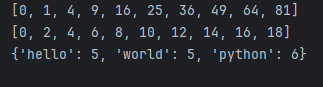 [0, 1, 4, 9, 16, 25, 36, 49, 64, 81]
[0, 2, 4, 6, 8, 10, 12, 14, 16, 18]
{'hello': 5, 'world': 5, 'python': 6}